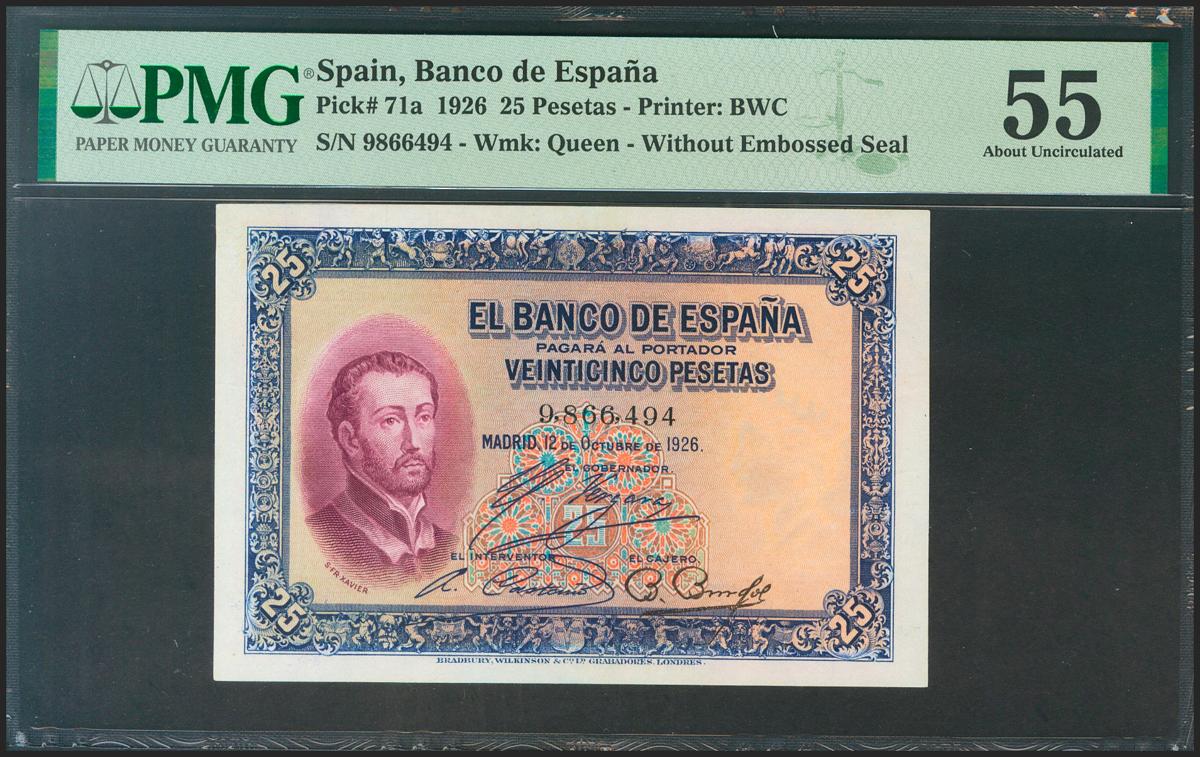 PMG®
PAPER MONEY GUARANTY
Spain, Banco de España
Pick# 71a 1926 25 Pesetas - Printer: BWC
S/N 9866494 - Wmk: Queen - Without Embossed Seal
55
About Uncirculated
25
25
EL BANCO DE ESPAÑA
PAGARÁ AL PORTADOR
VEINTICINCO PESETAS
9.866,494
MADRID, 12 DE OCTUBRE DE 1926.
EL GOBERNADOR.
25
EL INTERVENTOR
EL CAJERO.
S. FR. XAVIER
25
25
BRADBURY, WILKINSON & Cº Lᴰ GRABADORES. LONDRES.